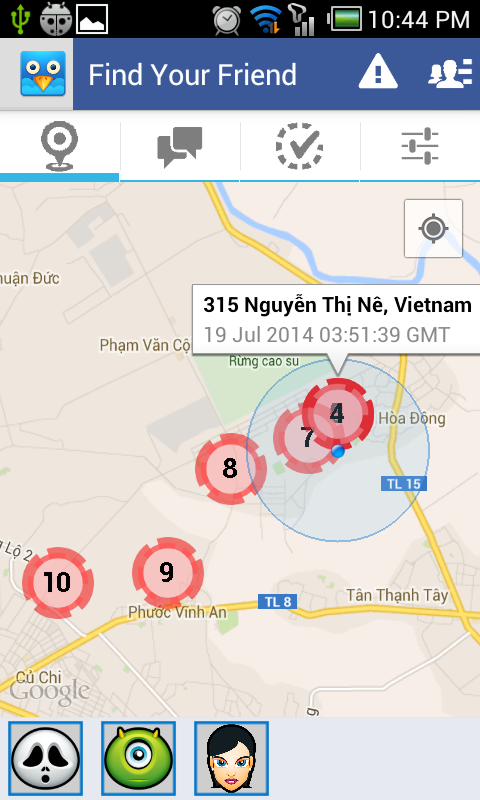 10:44 PM
Find Your Friend
huận Đức
315 Nguyễn Thị Nê, Vietnam
19 Jul 2014 03:51:39 GMT
Phạm Văn Cộ
Rừng cao su
4
Hòa Đông
7
8
TL 15
g Lộ 2
9
10
TL 8
Tân Thạnh Tây
Phước Vĩnh An
Củ Chi
Google
g